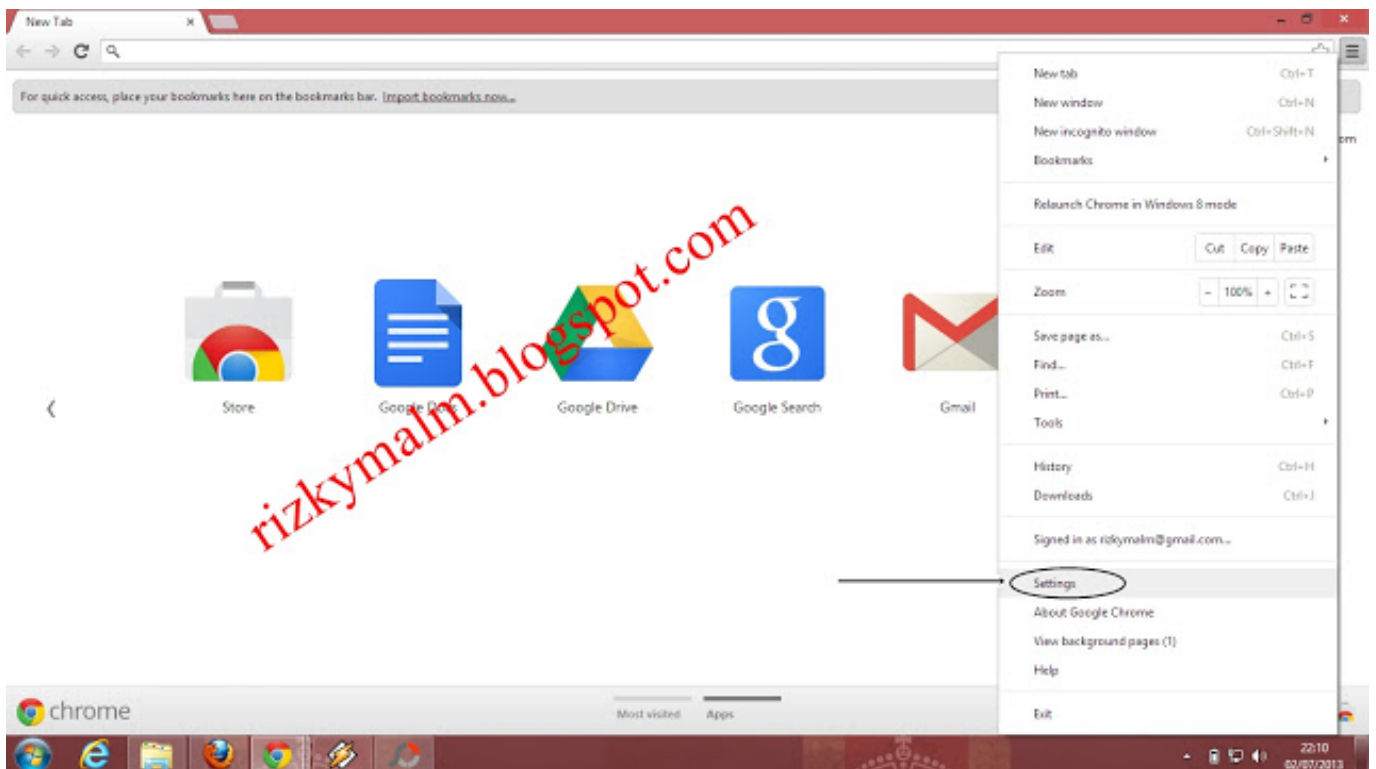 New Tab
For quick access, place your bookmarks here on the bookmarks bar. Import bookmarks now...
om
New tab Ctrl+T
New window Ctrl+N
New incognito window Ctrl+Shift+N
Bookmarks
Relaunch Chrome in Windows 8 mode
Edit Cut Copy Paste
Zoom - 100% +
Save page as... Ctrl+S
Find... Ctrl+F
Print... Ctrl+P
Tools
History Ctrl+H
Downloads Ctrl+J
Signed in as rizkymalm@gmail.com...
Settings
About Google Chrome
View background pages (1)
Help
Exit
rizkymalm.blogspot.com
Store
Google Docs
Google Drive
Google Search
Gmail
chrome
Most visited Apps
22:10
02/07/2013